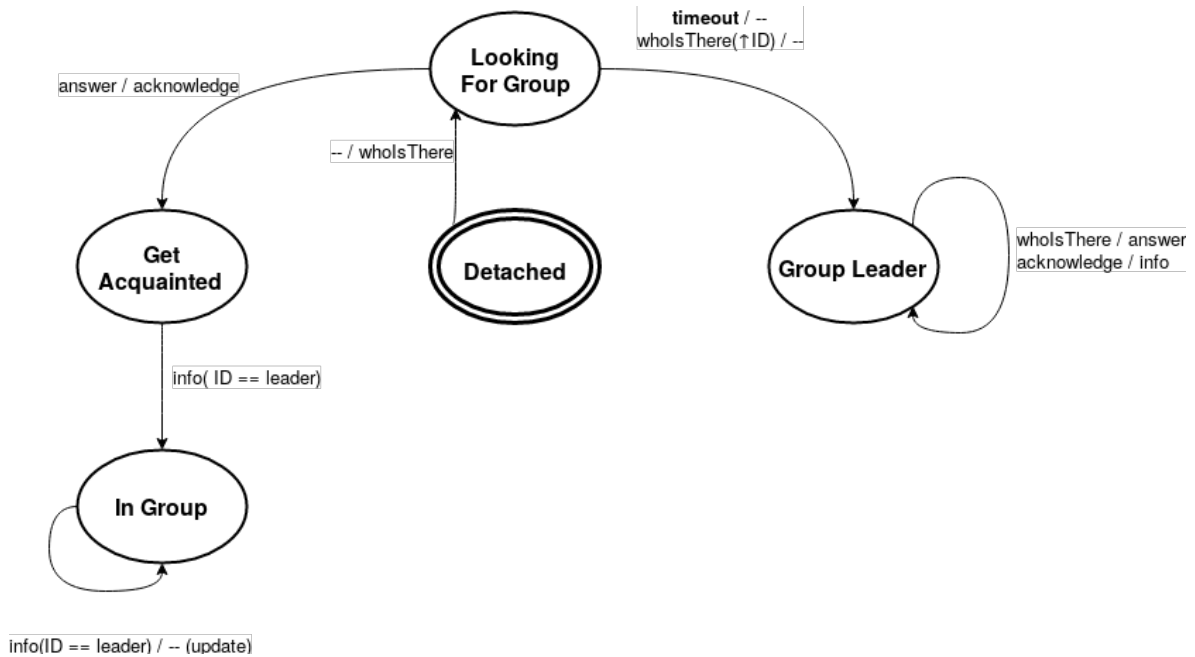 timeout / --
whoIsThere(↑ID) / --
Looking
For Group
answer / acknowledge
-- / whoIsThere
Get
Acquainted
Detached
Group Leader
whoIsThere / answer
acknowledge / info
info( ID == leader)
In Group
info(ID == leader) / -- (update)